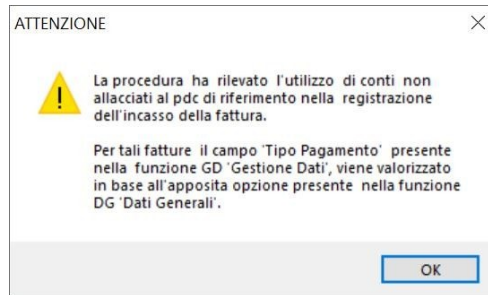 ATTENZIONE
La procedura ha rilevato l'utilizzo di conti non
allacciati al pdc di riferimento nella registrazione
dell'incasso della fattura.
Per tali fatture il campo 'Tipo Pagamento' presente
nella funzione GD 'Gestione Dati', viene valorizzato
in base all'apposita opzione presente nella funzione
DG 'Dati Generali'.
OK